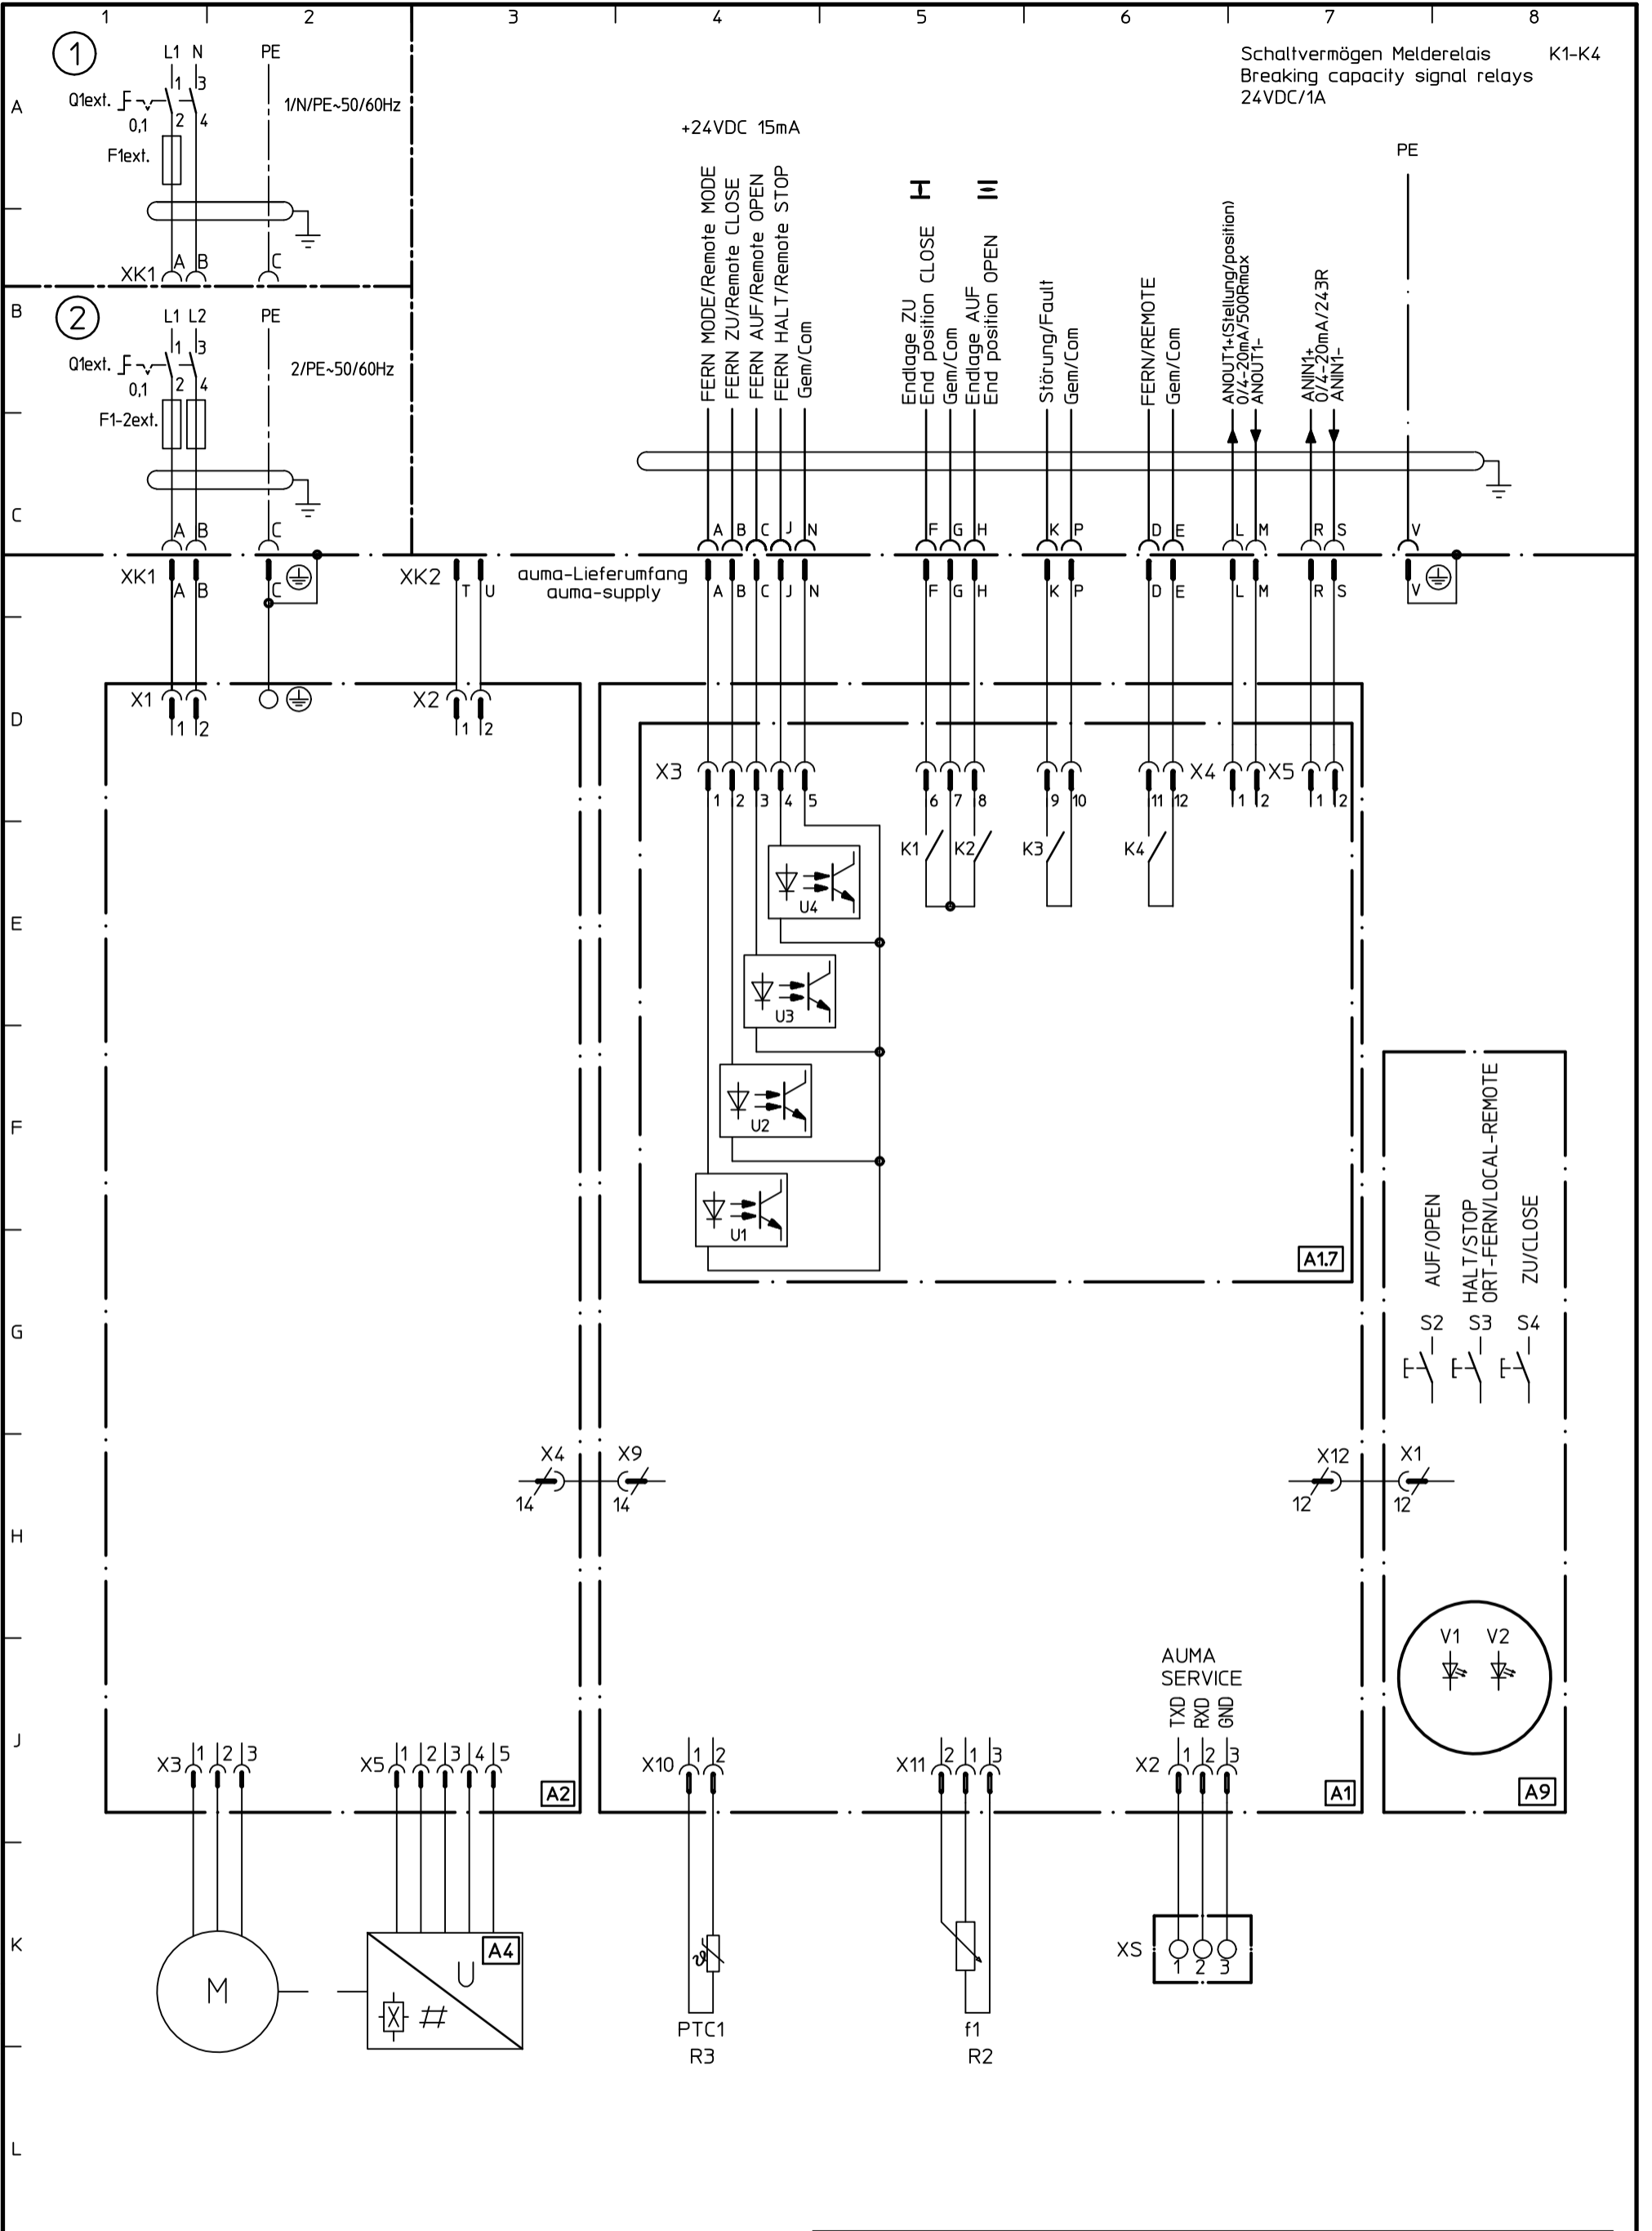 1 2 3 4 5 6 7 8
A
B
C
D
E
F
G
H
J
K
L
1
L1 N PE
1 3
Q1ext.
0,1
2 4
1/N/PE~50/60Hz
F1ext.
XK1 A B C
2
L1 L2 PE
1 3
Q1ext.
0,1
2 4
2/PE~50/60Hz
F1-2ext.
A B C
XK1 A B C
XK2 T U
auma-Lieferumfang
auma-supply
Schaltvermögen Melderelais K1-K4
Breaking capacity signal relays
24VDC/1A
+24VDC 15mA
FERN MODE/Remote MODE
FERN ZU/Remote CLOSE
FERN AUF/Remote OPEN
FERN HALT/Remote STOP
Gem/Com
Endlage ZU
End position CLOSE
Gem/Com
Endlage AUF
End position OPEN
Störung/Fault
Gem/Com
FERN/REMOTE
Gem/Com
ANOUT1+(Stellung/position)
0/4-20mA/500Rmax
ANOUT1-
ANIN1+
0/4-20mA/243R
ANIN1-
PE
A B C J N F G H K P D E L M R S V
A B C J N F G H K P D E L M R S V
X1 1 2
X2 1 2
X3 1 2 3 4 5 6 7 8 9 10 11 12
X4 1 2
X5 1 2
K1 K2 K3 K4
U4
U3
U2
U1
A1.7
AUF/OPEN
HALT/STOP
ORT-FERN/LOCAL-REMOTE
ZU/CLOSE
S2 S3 S4
X4 X9
14 14
X12 X1
12 12
V1 V2
AUMA
SERVICE
TXD
RXD
GND
X3 1 2 3
X5 1 2 3 4 5
A2
X10 1 2
X11 2 1 3
X2 1 2 3
A1
A9
M
A4
U
X #
ϑ
XS 1 2 3
PTC1
R3
f1
R2